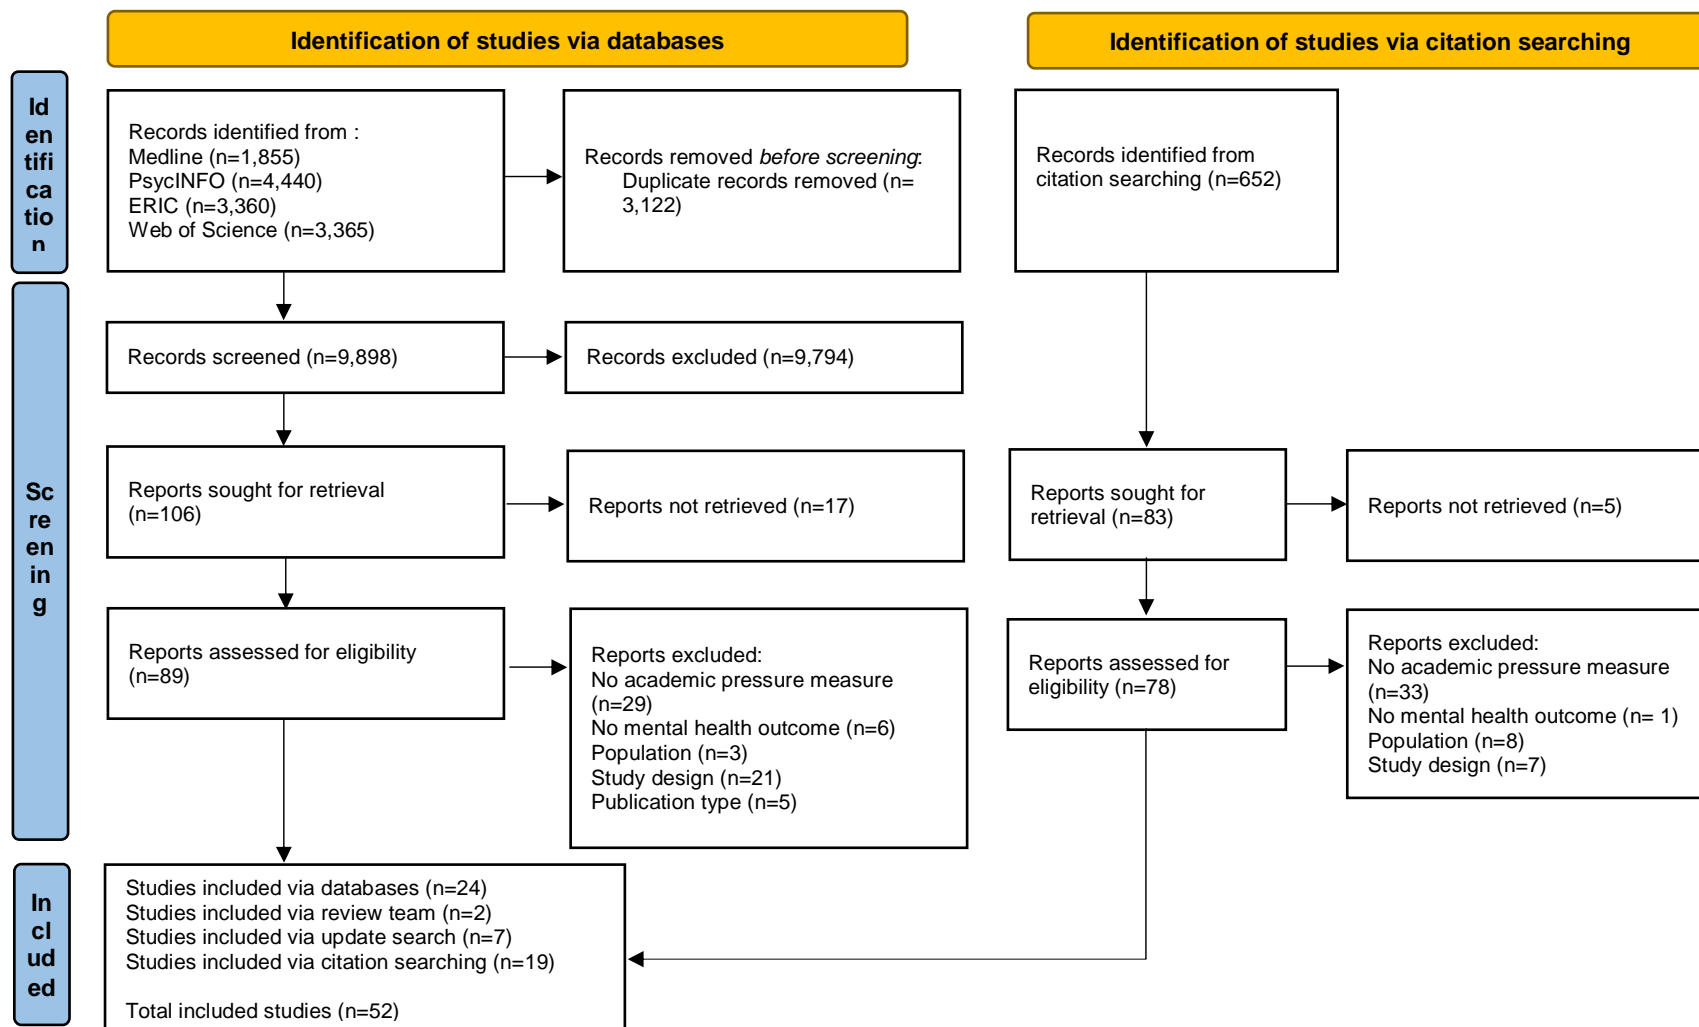 Identification of studies via databases
Identification of studies via citation searching
Id
en
tifi
ca
tio
n
Records identified from :
Medline (n=1,855)
PsycINFO (n=4,440)
ERIC (n=3,360)
Web of Science (n=3,365)
Records removed before screening:
Duplicate records removed (n=
3,122)
Records identified from
citation searching (n=652)
Sc
re
en
in
g
Records screened (n=9,898)
Records excluded (n=9,794)
Reports sought for retrieval
(n=106)
Reports not retrieved (n=17)
Reports sought for
retrieval (n=83)
Reports not retrieved (n=5)
Reports assessed for eligibility
(n=89)
Reports excluded:
No academic pressure measure
(n=29)
No mental health outcome (n=6)
Population (n=3)
Study design (n=21)
Publication type (n=5)
Reports assessed for
eligibility (n=78)
Reports excluded:
No academic pressure measure
(n=33)
No mental health outcome (n= 1)
Population (n=8)
Study design (n=7)
In
cl
ud
ed
Studies included via databases (n=24)
Studies included via review team (n=2)
Studies included via update search (n=7)
Studies included via citation searching (n=19)
Total included studies (n=52)